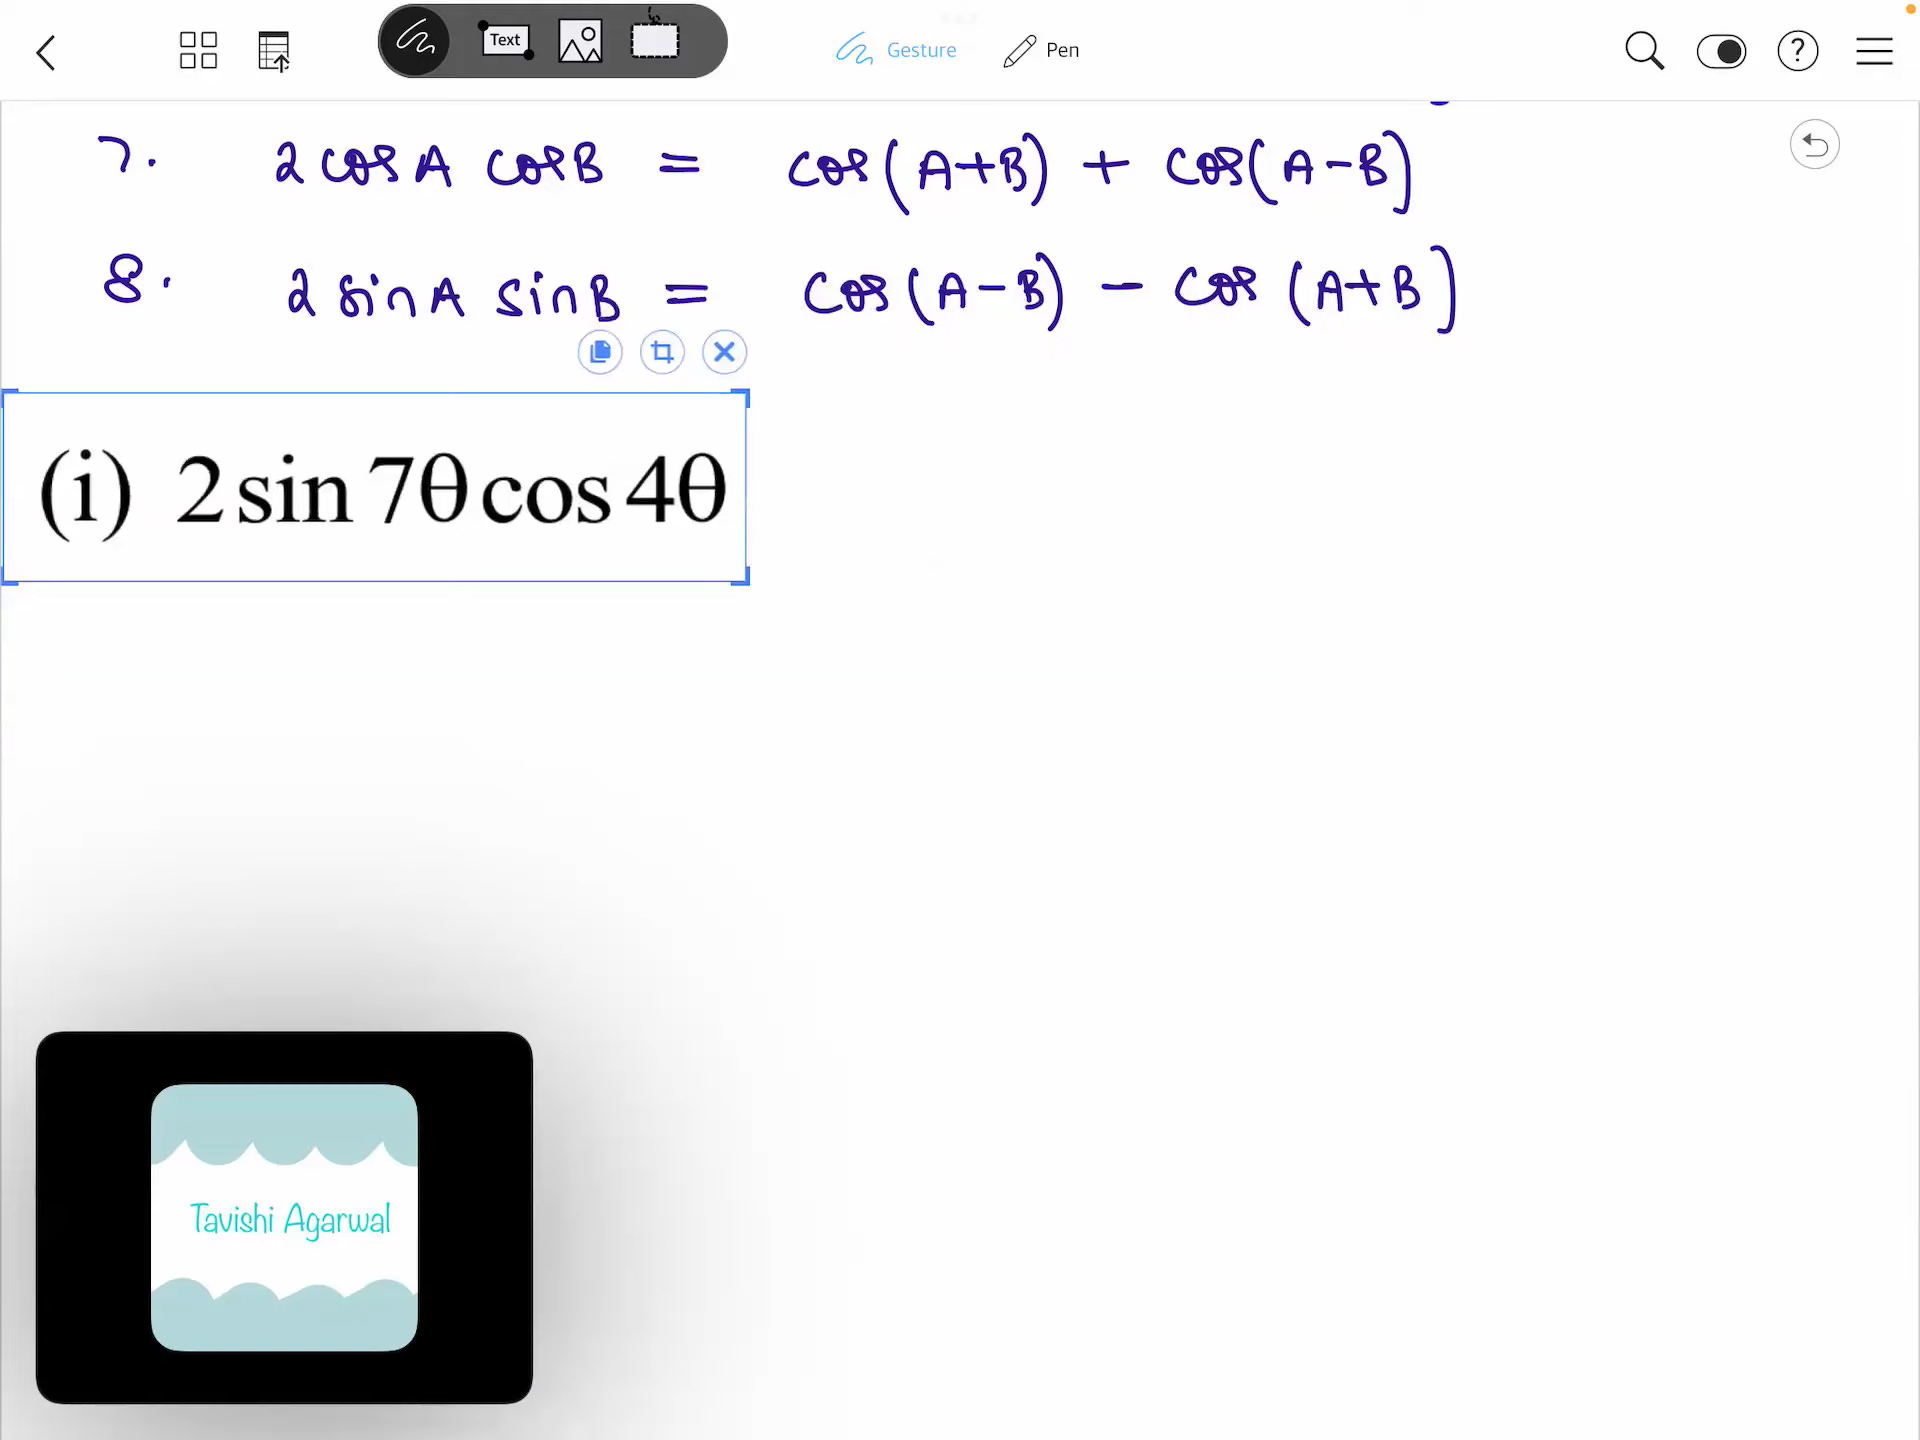 Text
Gesture
Pen
7. 2 cos A cos B = cos(A+B) + cos(A-B)
8. 2 sin A sin B = cos(A-B) - cos(A+B)
(i) 2 sin 7θ cos 4θ
Tavishi Agarwal